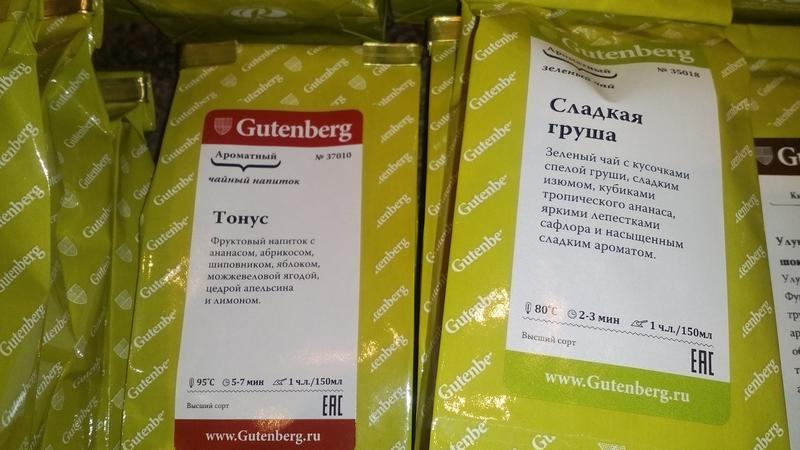 Gutenberg
Ароматный
№ 37010
чайный напиток
Тонус
Фруктовый напиток с
ананасом, абрикосом,
шиповником, яблоком,
можжевеловой ягодой,
цедрой апельсина
и лимоном.
95°C 5-7 мин 1 ч.л./150мл
Высший сорт
EAC
www.Gutenberg.ru
Gutenberg
Ароматный
зеленый чай
№ 35018
Сладкая
груша
Зеленый чай с кусочками
спелой груши, сладким
изюмом, кубиками
тропического ананаса,
яркими лепестками
сафлора и насыщенным
сладким ароматом.
80°C 2-3 мин 1 ч.л./150мл
Высший сорт
EAC
www.Gutenberg.ru